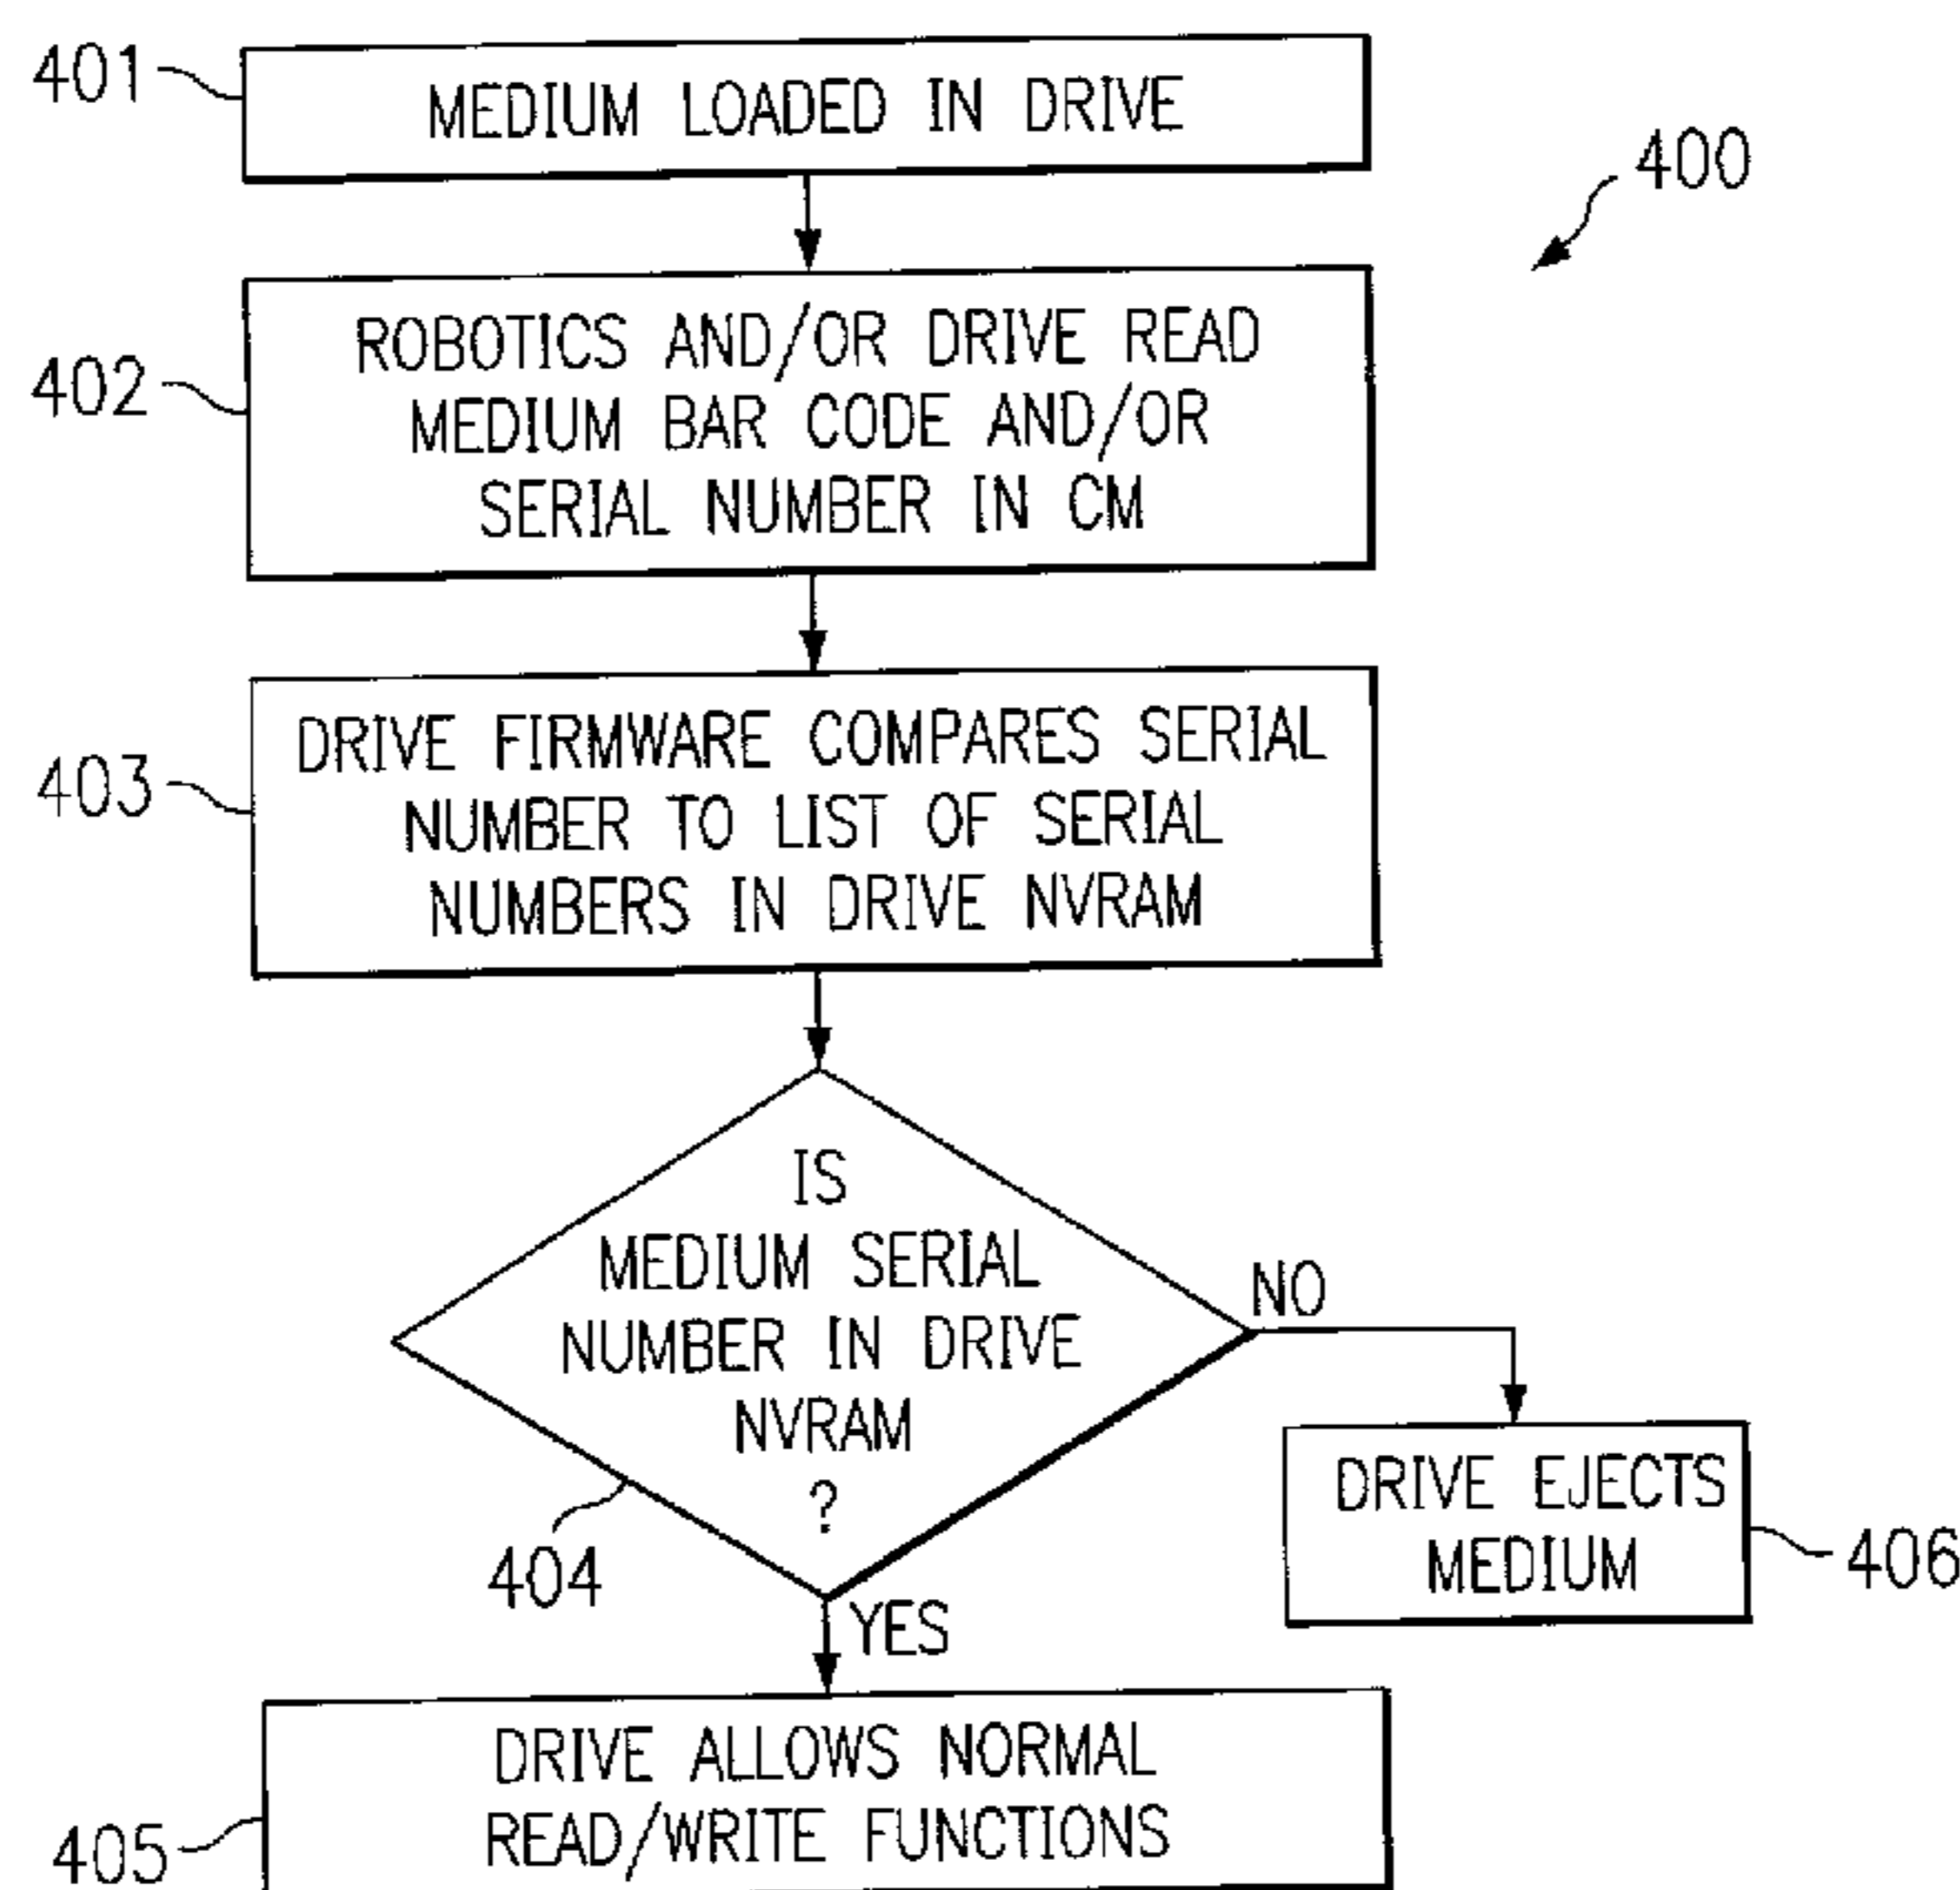 401
MEDIUM LOADED IN DRIVE
400
402
ROBOTICS AND/OR DRIVE READ
MEDIUM BAR CODE AND/OR
SERIAL NUMBER IN CM
403
DRIVE FIRMWARE COMPARES SERIAL
NUMBER TO LIST OF SERIAL
NUMBERS IN DRIVE NVRAM
IS
MEDIUM SERIAL
NUMBER IN DRIVE
NVRAM
?
404
NO
DRIVE EJECTS
MEDIUM
406
YES
405
DRIVE ALLOWS NORMAL
READ/WRITE FUNCTIONS